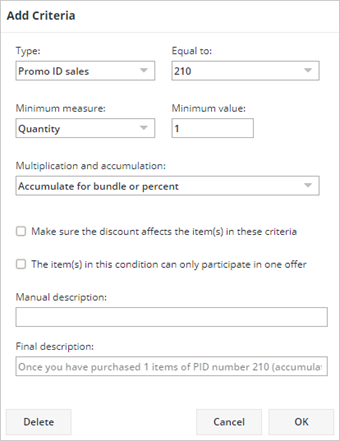 Add Criteria
Type: Equal to:
Promo ID sales 210
Minimum measure: Minimum value:
Quantity 1
Multiplication and accumulation:
Accumulate for bundle or percent
Make sure the discount affects the item(s) in these criteria
The item(s) in this condition can only participate in one offer
Manual description:
Final description:
Once you have purchased 1 items of PID number 210 (accumulat
Delete Cancel OK